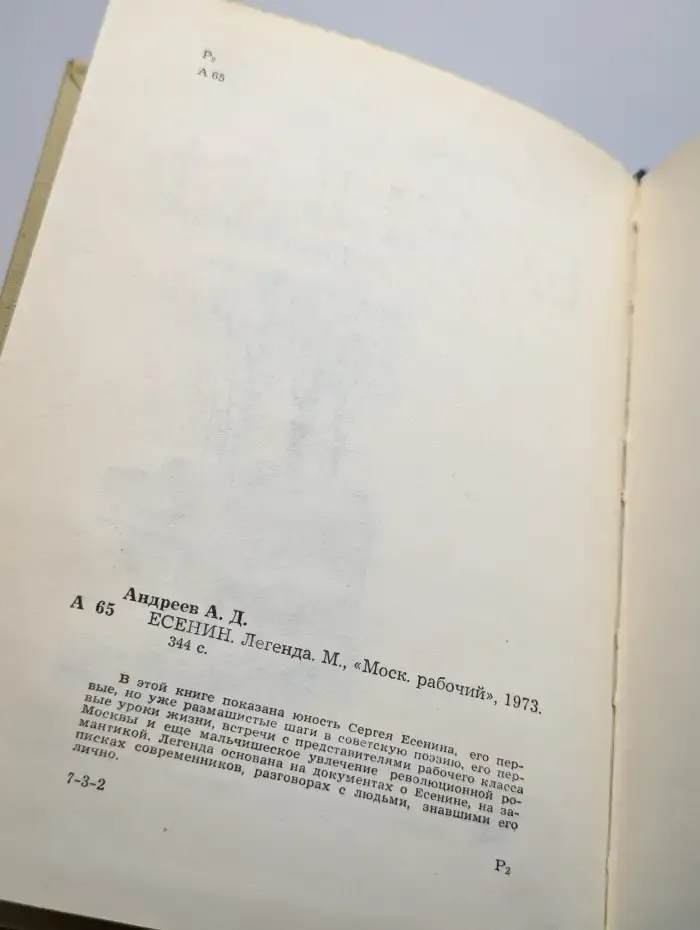 Р₂
А 65
Андреев А. Д.
А 65 ЕСЕНИН. Легенда. М., «Моск. рабочий», 1973.
344 с.
В этой книге показана юность Сергея Есенина, его пер-
вые, но уже размашистые шаги в советскую поэзию, его пер-
вые уроки жизни, встречи с представителями рабочего класса
Москвы и еще мальчишеское увлечение революционной ро-
мантикой. Легенда основана на документах о Есенине, на за-
писках современников, разговорах с людьми, знавшими его
лично.
7-3-2
Р₂